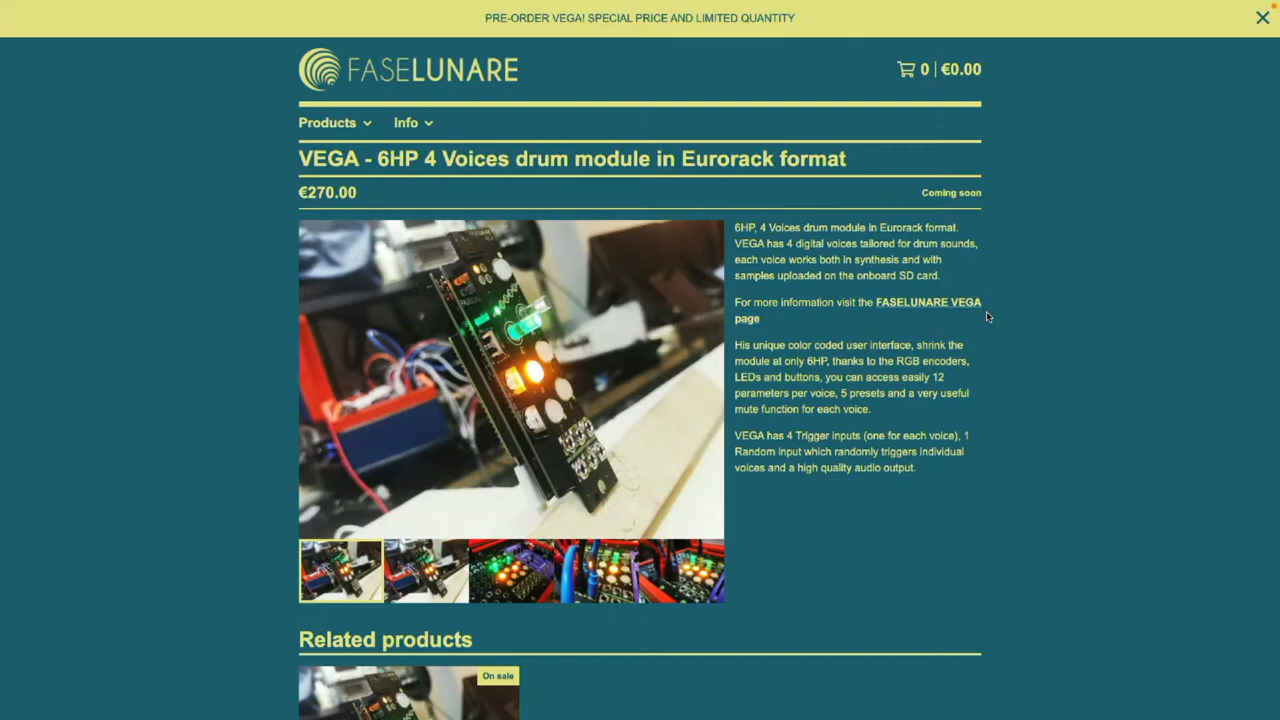 PRE-ORDER VEGA! SPECIAL PRICE AND LIMITED QUANTITY
FASELUNARE
0 | €0.00
Products
Info
VEGA - 6HP 4 Voices drum module in Eurorack format
€270.00
Coming soon
6HP, 4 Voices drum module in Eurorack format.
VEGA has 4 digital voices tailored for drum sounds,
each voice works both in synthesis and with
samples uploaded on the onboard SD card.
For more information visit the FASELUNARE VEGA
page
His unique color coded user interface, shrink the
module at only 6HP, thanks to the RGB encoders,
LEDs and buttons, you can access easily 12
parameters per voice, 5 presets and a very useful
mute function for each voice.
VEGA has 4 Trigger inputs (one for each voice), 1
Random input which randomly triggers individual
voices and a high quality audio output.
Related products
On sale